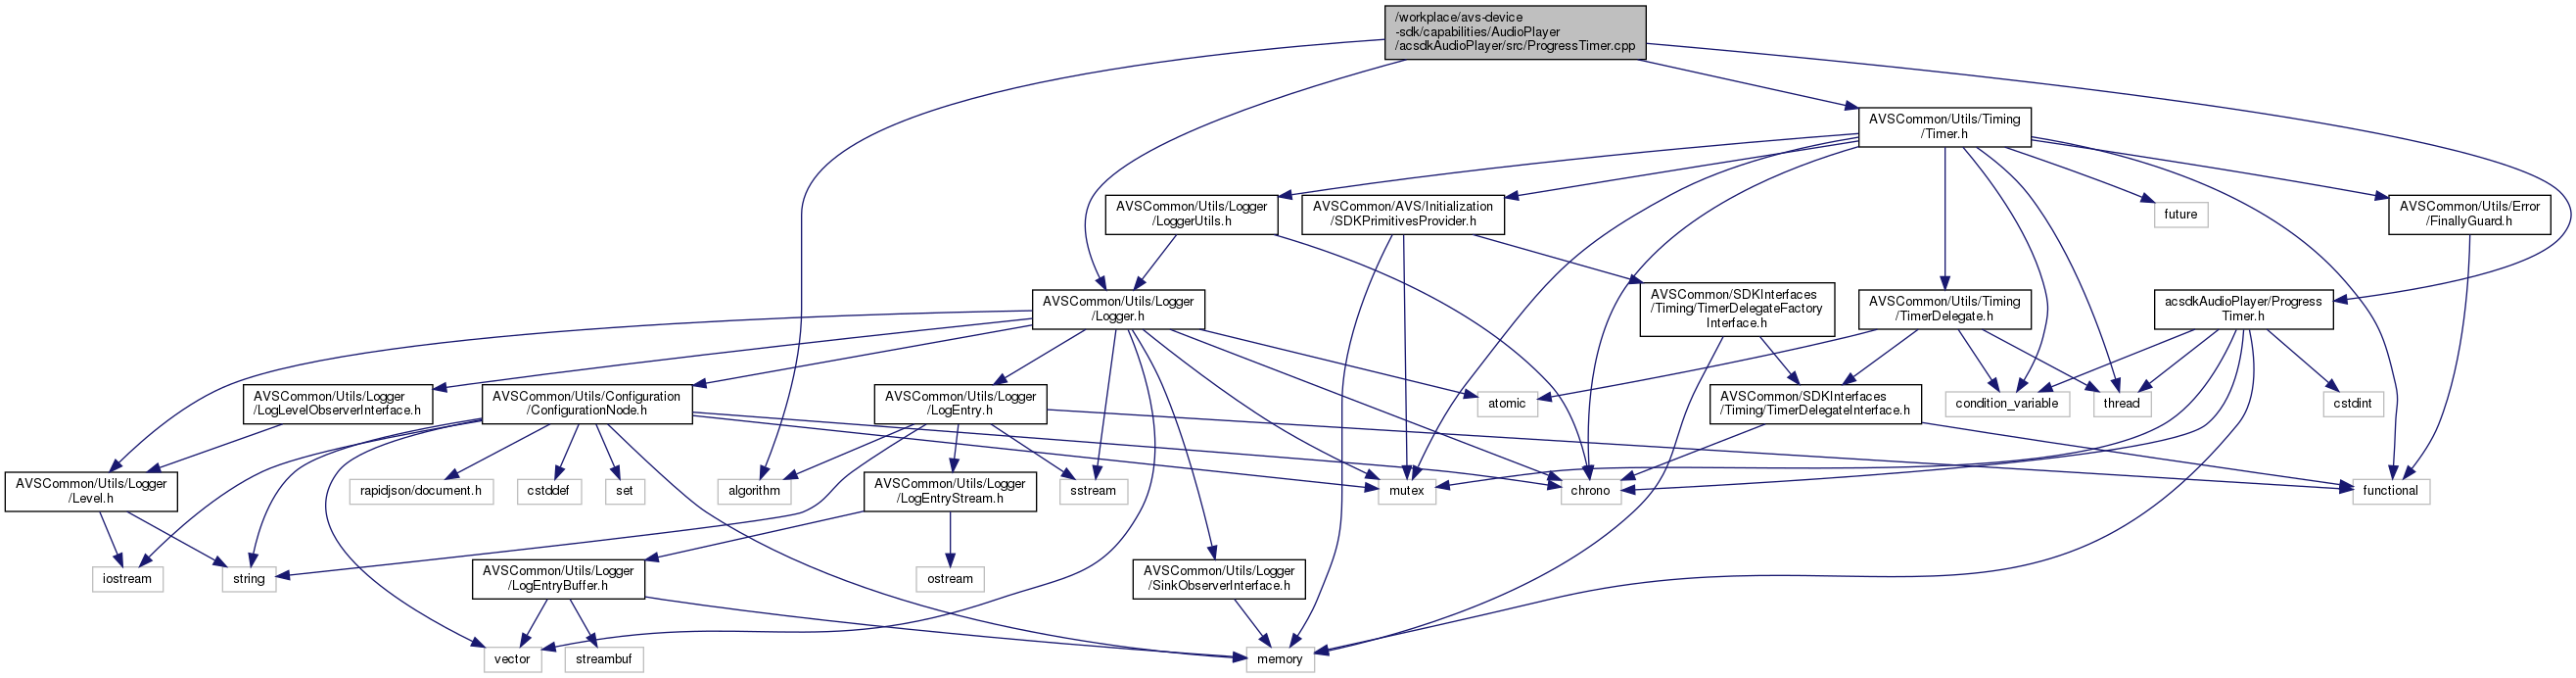 /workplace/avs-device
-sdk/capabilities/AudioPlayer
/acsdkAudioPlayer/src/ProgressTimer.cpp
AVSCommon/Utils/Timing
/Timer.h
AVSCommon/Utils/Logger
/LoggerUtils.h
AVSCommon/AVS/Initialization
/SDKPrimitivesProvider.h
future
AVSCommon/Utils/Error
/FinallyGuard.h
AVSCommon/Utils/Logger
/Logger.h
AVSCommon/SDKInterfaces
/Timing/TimerDelegateFactory
Interface.h
AVSCommon/Utils/Timing
/TimerDelegate.h
acsdkAudioPlayer/Progress
Timer.h
AVSCommon/Utils/Logger
/LogLevelObserverInterface.h
AVSCommon/Utils/Configuration
/ConfigurationNode.h
AVSCommon/Utils/Logger
/LogEntry.h
atomic
AVSCommon/SDKInterfaces
/Timing/TimerDelegateInterface.h
condition_variable
thread
cstdint
AVSCommon/Utils/Logger
/Level.h
rapidjson/document.h
cstddef
set
algorithm
AVSCommon/Utils/Logger
/LogEntryStream.h
sstream
mutex
chrono
functional
iostream
string
AVSCommon/Utils/Logger
/LogEntryBuffer.h
ostream
AVSCommon/Utils/Logger
/SinkObserverInterface.h
vector
streambuf
memory